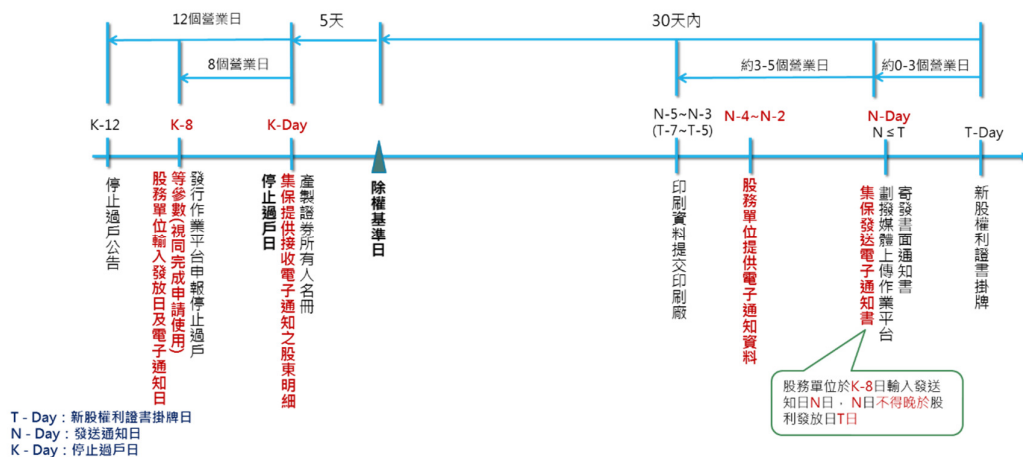 12個營業日
5天
30天內
8個營業日
約3-5個營業日
約0-3個營業日
K-12
K-8
K-Day
N-5~N-3
(T-7~T-5)
N-4~N-2
N-Day
N ≤ T
T-Day
停止過戶公告
發行作業平台申報停止過戶
等參數(視同完成申請使用)
股務單位輸入發放日及電子通知日
產製證券所有人名冊
集保提供接收電子通知之股東明細
停止過戶日
除權基準日
印刷資料提交印刷廠
股務單位提供電子通知資料
寄發書面通知書
劃撥媒體上傳作業平台
集保發送電子通知書
新股權利證書掛牌
股務單位於K-8日輸入發送
知日N日，N日不得晚於股
利發放日T日
T - Day：新股權利證書掛牌日
N - Day：發送通知日
K - Day：停止過戶日